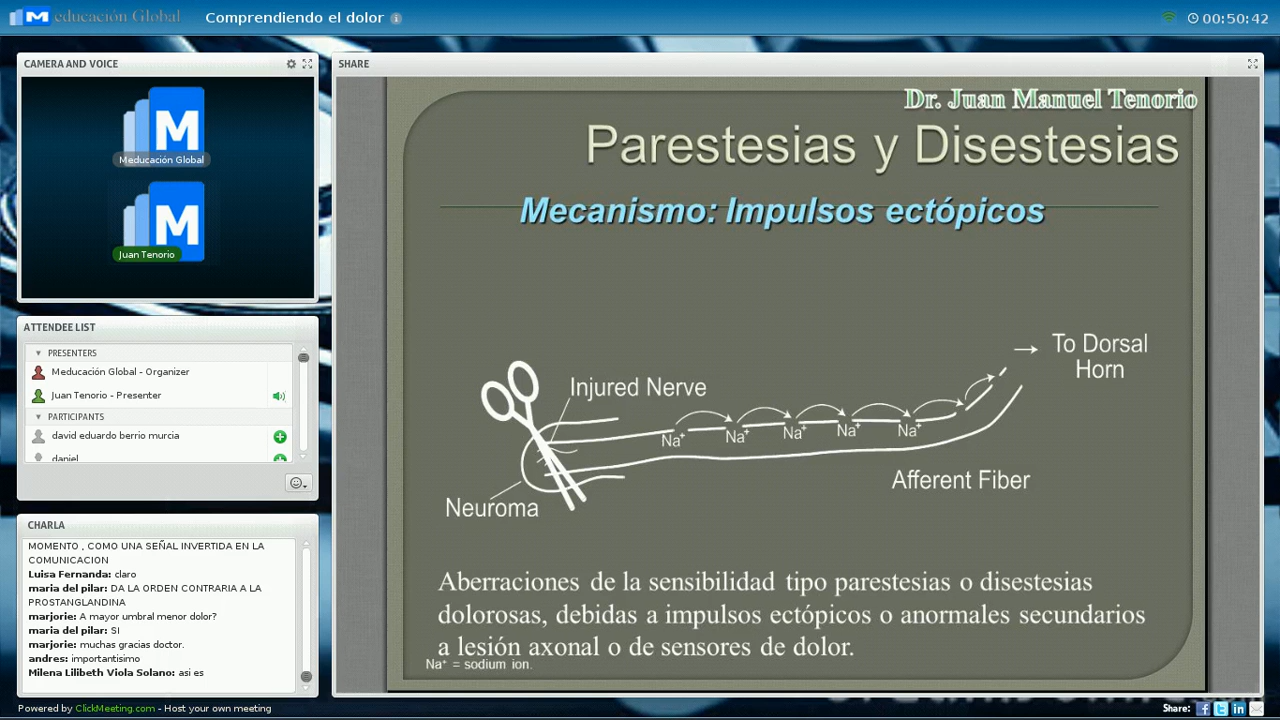 educación Global
Comprendiendo el dolor
00:50:42
CAMERA AND VOICE
Meducación Global
Juan Tenorio
ATTENDEE LIST
PRESENTERS
Meducación Global - Organizer
Juan Tenorio - Presenter
PARTICIPANTS
david eduardo berrio murcia
daniel
CHARLA
MOMENTO , COMO UNA SEÑAL INVERTIDA EN LA
COMUNICACION
Luisa Fernanda: claro
maria del pilar: DA LA ORDEN CONTRARIA A LA
PROSTANGLANDINA
marjorie: A mayor umbral menor dolor?
maria del pilar: SI
marjorie: muchas gracias doctor.
andres: importantisimo
Milena Lilibeth Viola Solano: asi es
SHARE
Dr. Juan Manuel Tenorio
Parestesias y Disestesias
Mecanismo: Impulsos ectópicos
To Dorsal
Horn
Injured Nerve
Na+ Na+ Na+ Na+ Na+
Afferent Fiber
Neuroma
Aberraciones de la sensibilidad tipo parestesias o disestesias
dolorosas, debidas a impulsos ectópicos o anormales secundarios
a lesión axonal o de sensores de dolor.
Na+ = sodium ion.
Powered by ClickMeeting.com - Host your own meeting
Share: